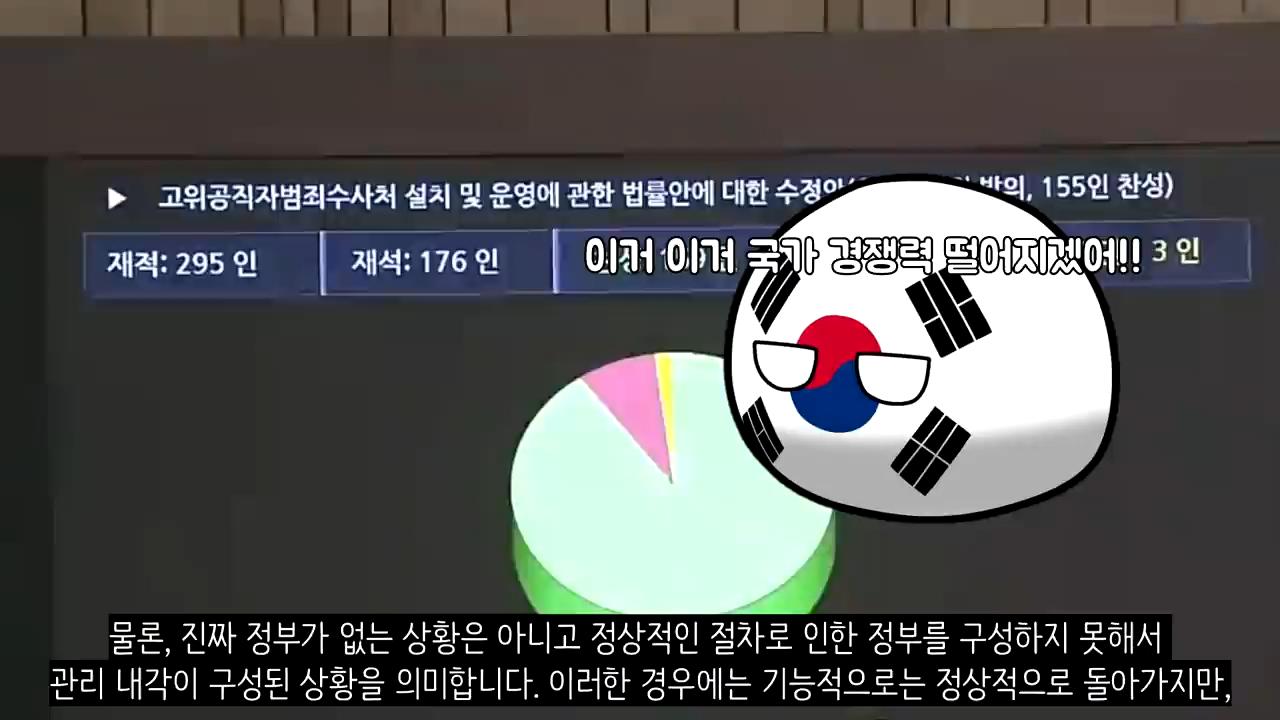 ▶ 고위공직자범죄수사처 설치 및 운영에 관한 법률안에 대한 발의, 155인 찬성)
재적: 295 인 재석: 176 인 3 인
이거 이거 국가 경쟁력 떨어지겠어!!
물론, 진짜 정부가 없는 상황은 아니고 정상적인 절차로 인한 정부를 구성하지 못해서
관리 내각이 구성된 상황을 의미합니다. 이러한 경우에는 기능적으로는 정상적으로 돌아가지만,